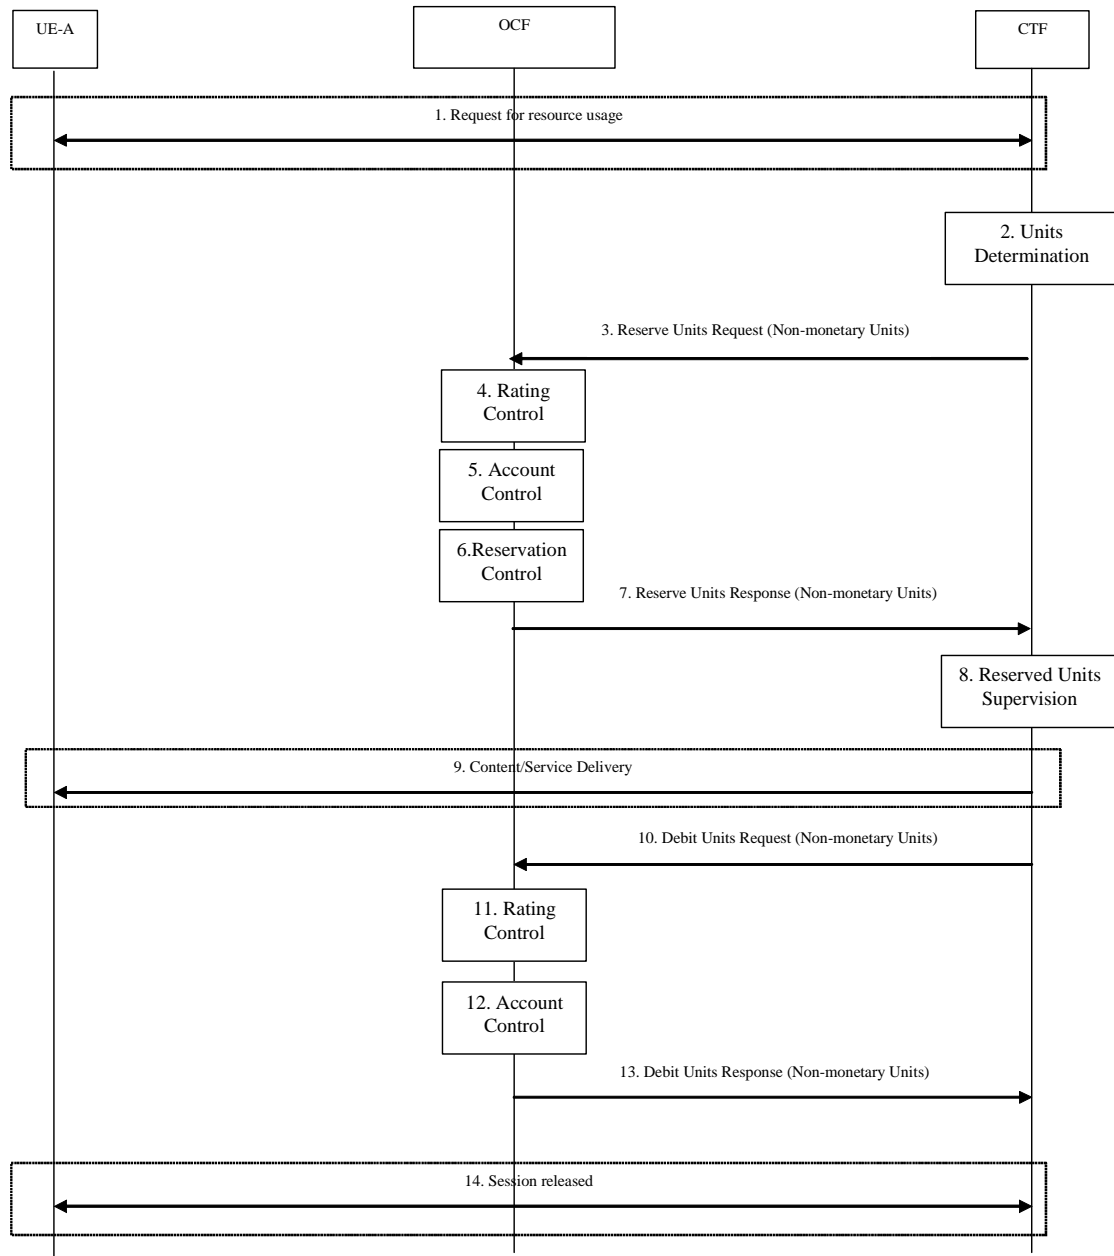 UE-A
OCF
CTF
1. Request for resource usage
2. Units
Determination
3. Reserve Units Request (Non-monetary Units)
4. Rating
Control
5. Account
Control
6.Reservation
Control
7. Reserve Units Response (Non-monetary Units)
8. Reserved Units
Supervision
9. Content/Service Delivery
10. Debit Units Request (Non-monetary Units)
11. Rating
Control
12. Account
Control
13. Debit Units Response (Non-monetary Units)
14. Session released